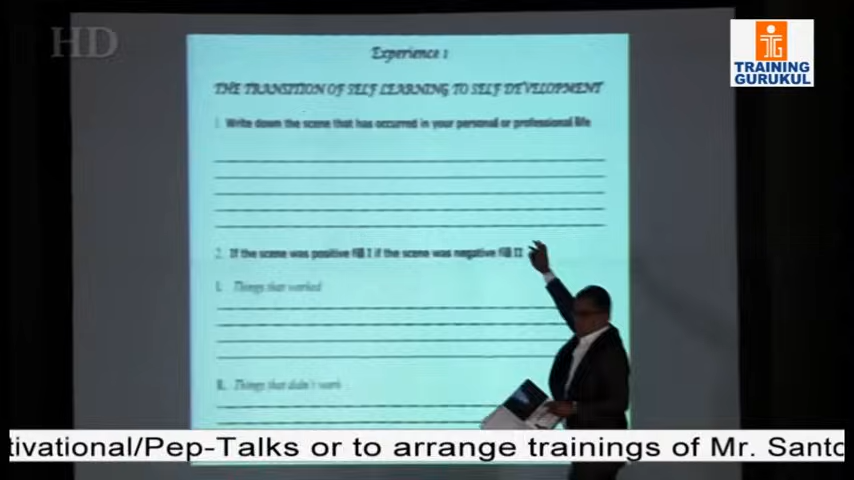 HD
TRAINING
GURUKUL
Experience 1
THE TRANSITION OF SELF LEARNING TO SELF DEVELOPMENT
1. Write down the scene that has occurred in your personal or professional life
2. If the scene was positive fill I if the scene was negative fill II
I. Things that worked
II. Things that didn't work
tivational/Pep-Talks or to arrange trainings of Mr. Santo